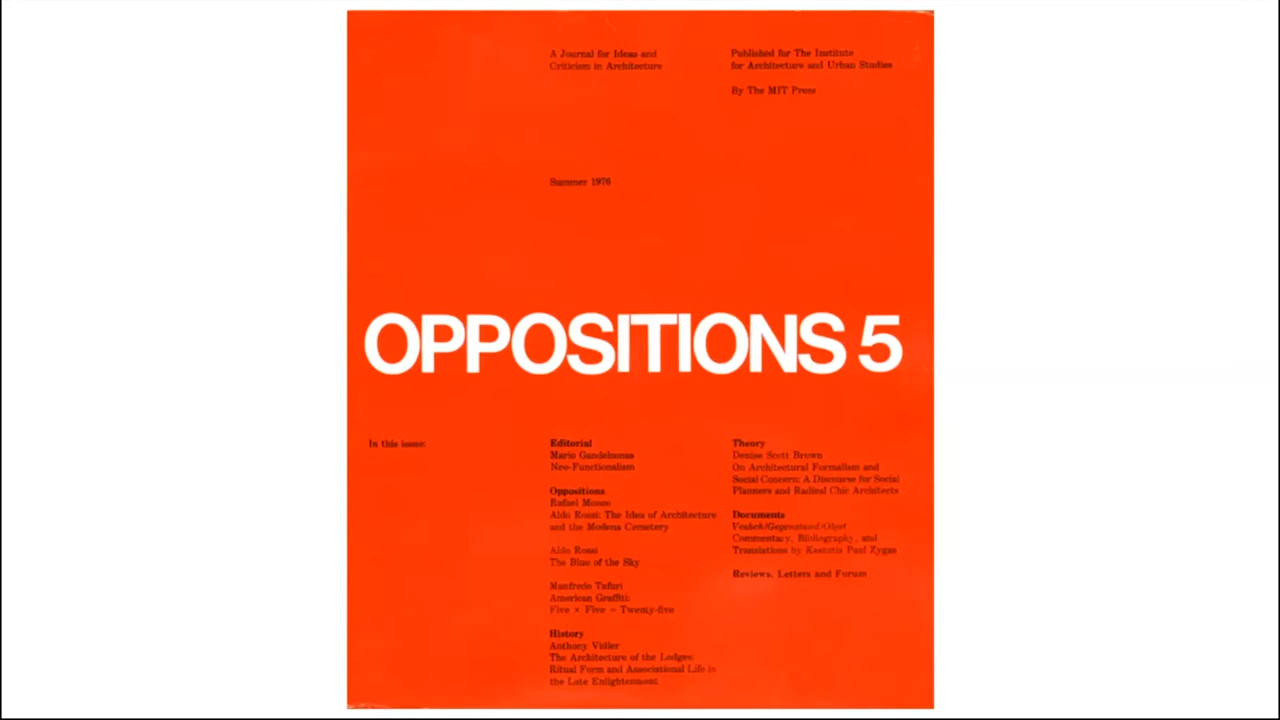 A Journal for Ideas and
Criticism in Architecture
Published for The Institute
for Architecture and Urban Studies
By The MIT Press
Summer 1976
OPPOSITIONS 5
In this issue:
Editorial
Mario Gandelsonas
Neo-Functionalism
Oppositions
Rafael Moneo
Aldo Rossi: The Idea of Architecture
and the Modena Cemetery
Aldo Rossi
The Blue of the Sky
Manfredo Tafuri
American Graffiti:
Five × Five = Twenty-five
History
Anthony Vidler
The Architecture of the Lodges:
Ritual Form and Associational Life in
the Late Enlightenment
Theory
Denise Scott Brown
On Architectural Formalism and
Social Concern: A Discourse for Social
Planners and Radical Chic Architects
Documents
Veshch/Gegenstand/Objet
Commentary, Bibliography, and
Translations by Kestutis Paul Zygas
Reviews, Letters and Forum